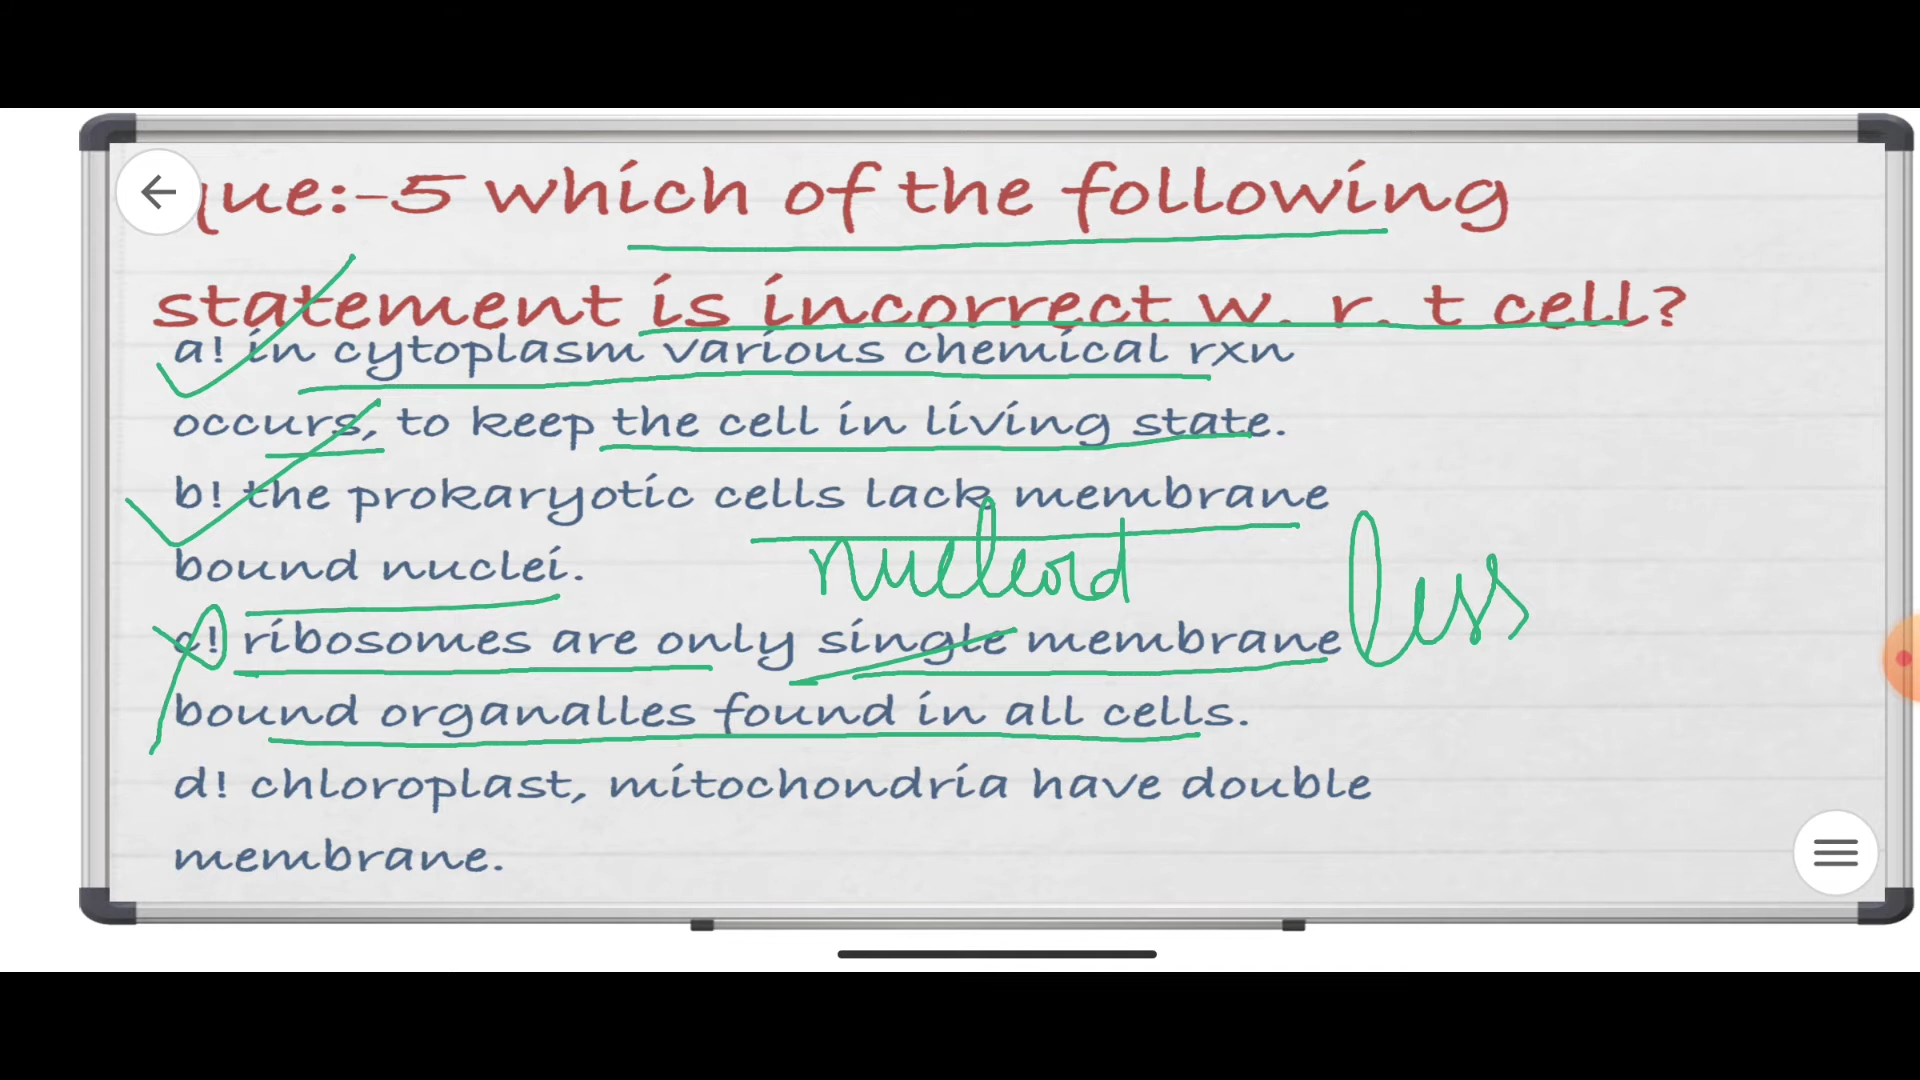 que:-5 which of the following
statement is incorrect w. r. t cell?
a! in cytoplasm various chemical rxn
occurs, to keep the cell in living state.
b! the prokaryotic cells lack membrane
bound nuclei.
nucleoid
c! ribosomes are only single membrane less
bound organalles found in all cells.
d! chloroplast, mitochondria have double
membrane.